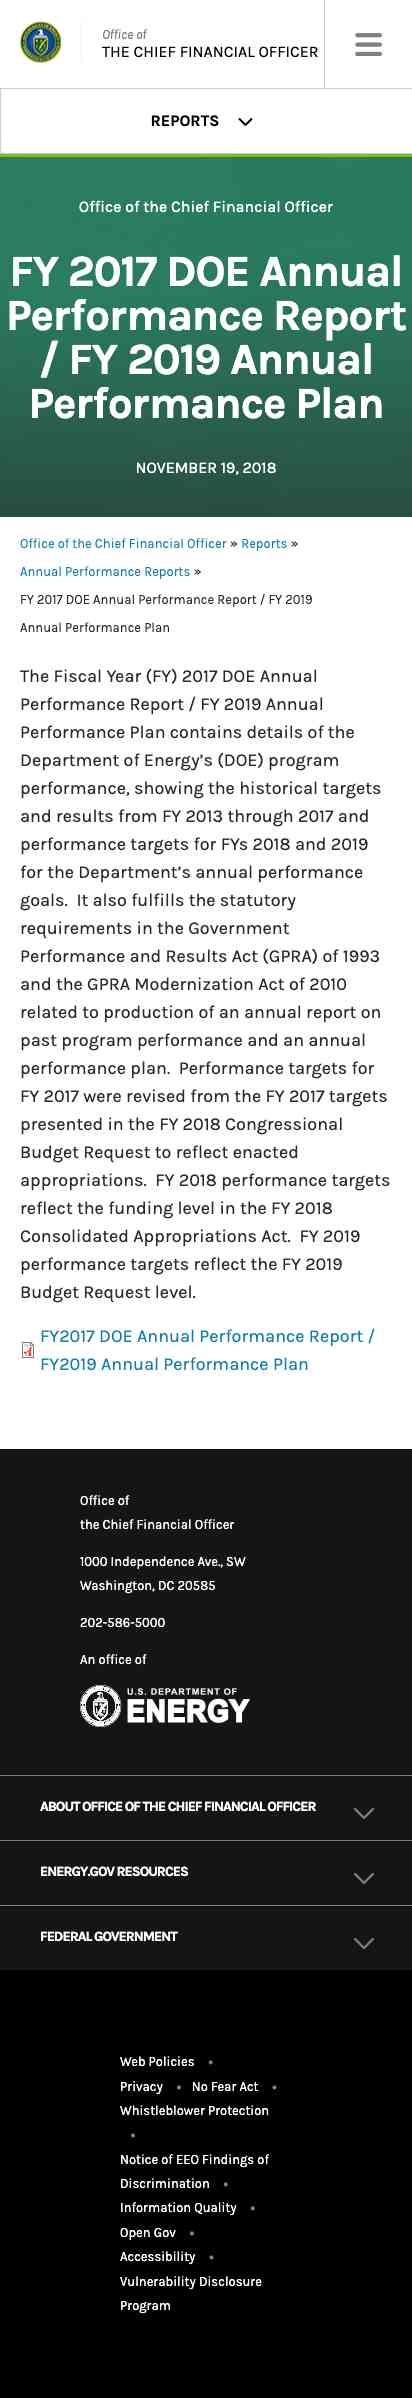 Office of
THE CHIEF FINANCIAL OFFICER
REPORTS
Office of the Chief Financial Officer
FY 2017 DOE Annual
Performance Report
/ FY 2019 Annual
Performance Plan
NOVEMBER 19, 2018
Office of the Chief Financial Officer » Reports »
Annual Performance Reports »
FY 2017 DOE Annual Performance Report / FY 2019
Annual Performance Plan
The Fiscal Year (FY) 2017 DOE Annual
Performance Report / FY 2019 Annual
Performance Plan contains details of the
Department of Energy’s (DOE) program
performance, showing the historical targets
and results from FY 2013 through 2017 and
performance targets for FYs 2018 and 2019
for the Department’s annual performance
goals.  It also fulfills the statutory
requirements in the Government
Performance and Results Act (GPRA) of 1993
and the GPRA Modernization Act of 2010
related to production of an annual report on
past program performance and an annual
performance plan.  Performance targets for
FY 2017 were revised from the FY 2017 targets
presented in the FY 2018 Congressional
Budget Request to reflect enacted
appropriations.  FY 2018 performance targets
reflect the funding level in the FY 2018
Consolidated Appropriations Act.  FY 2019
performance targets reflect the FY 2019
Budget Request level.
FY2017 DOE Annual Performance Report /
FY2019 Annual Performance Plan
Office of
the Chief Financial Officer
1000 Independence Ave., SW
Washington, DC 20585
202-586-5000
An office of
U.S. DEPARTMENT OF
ENERGY
ABOUT OFFICE OF THE CHIEF FINANCIAL OFFICER
ENERGY.GOV RESOURCES
FEDERAL GOVERNMENT
Web Policies •
Privacy • No Fear Act •
Whistleblower Protection
•
Notice of EEO Findings of
Discrimination •
Information Quality •
Open Gov •
Accessibility •
Vulnerability Disclosure
Program